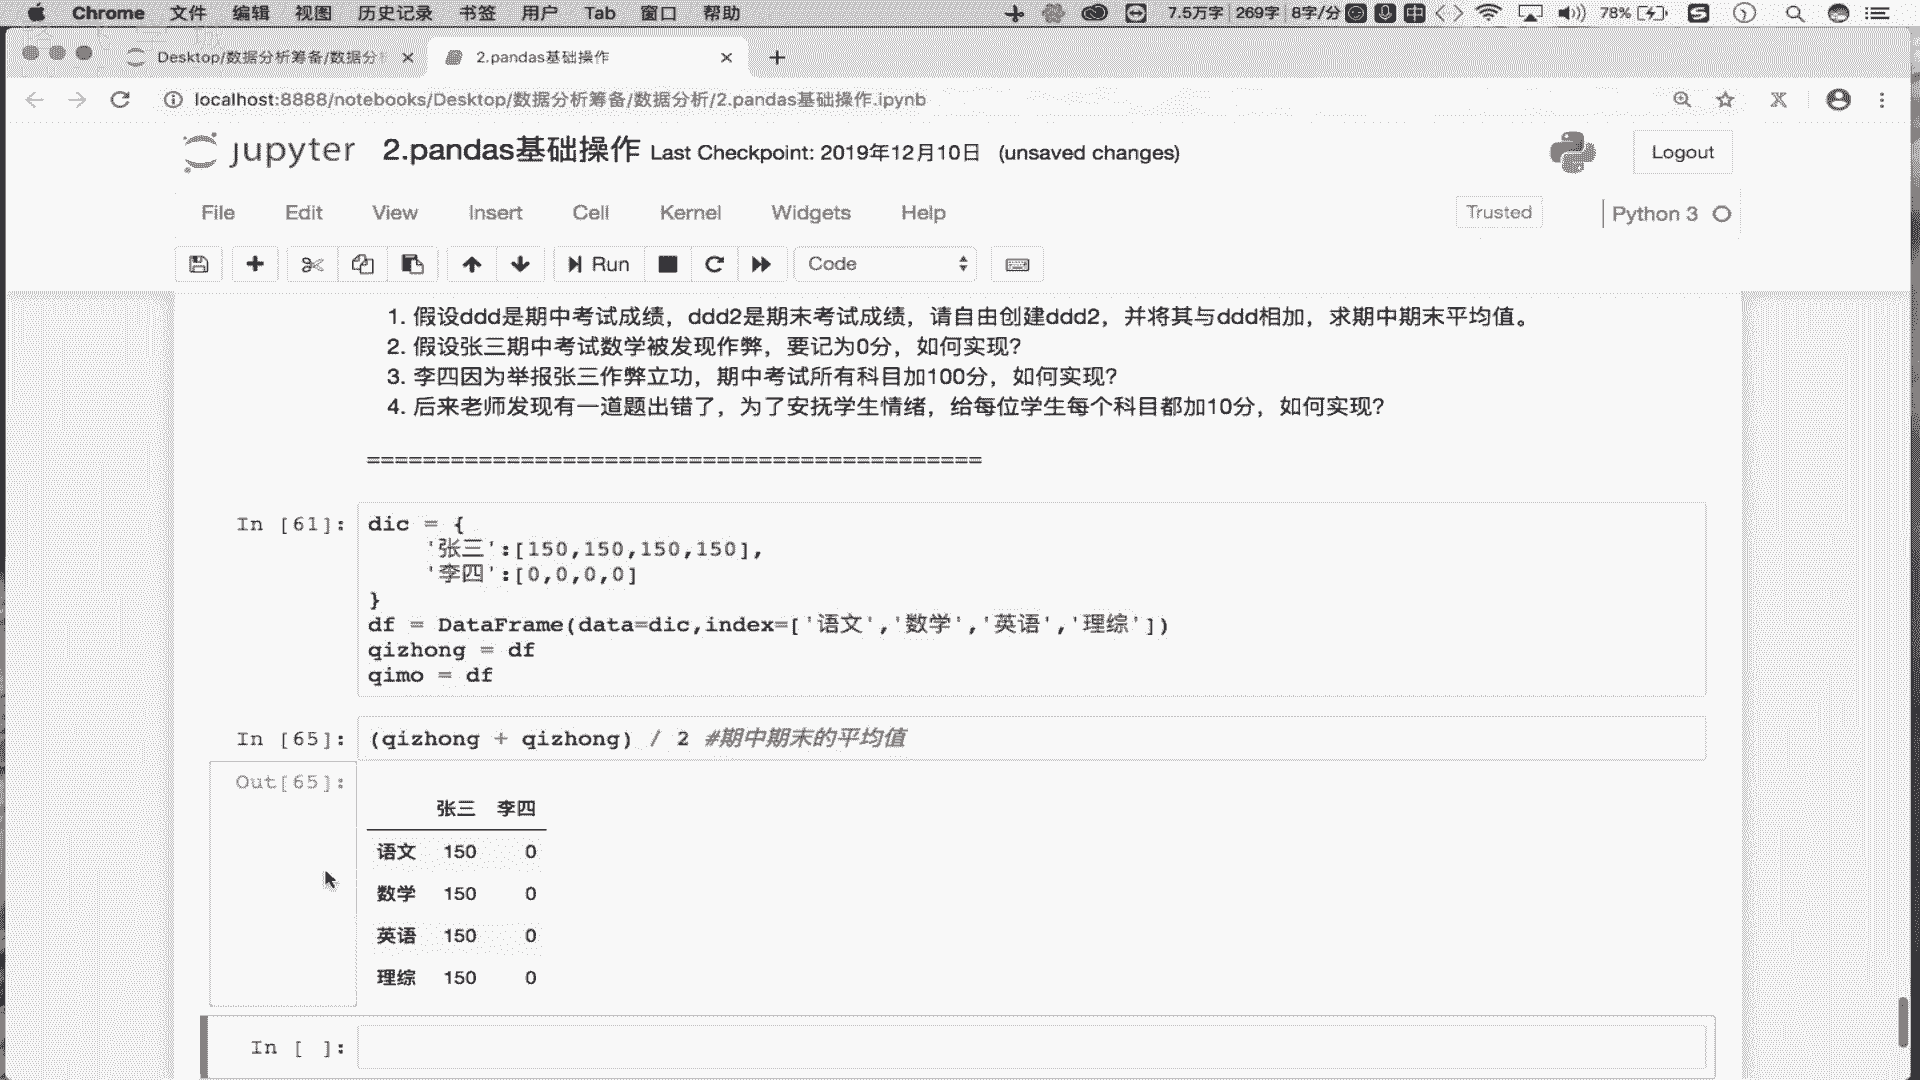 Chrome 文件 编辑 视图 历史记录 书签 用户 Tab 窗口 帮助 7.5万字 269字 8字/分 中 78%
Desktop/数据分析筹备/数据分 2.pandas基础操作
localhost:8888/notebooks/Desktop/数据分析筹备/数据分析/2.pandas基础操作.ipynb
jupyter 2.pandas基础操作 Last Checkpoint: 2019年12月10日 (unsaved changes) Logout
File Edit View Insert Cell Kernel Widgets Help Trusted Python 3
Run Code
1. 假设ddd是期中考试成绩，ddd2是期末考试成绩，请自由创建ddd2，并将其与ddd相加，求期中期末平均值。
2. 假设张三期中考试数学被发现作弊，要记为0分，如何实现？
3. 李四因为举报张三作弊立功，期中考试所有科目加100分，如何实现？
4. 后来老师发现有一道题出错了，为了安抚学生情绪，给每位学生每个科目都加10分，如何实现？
============================================
In [61]: dic = {
'张三':[150,150,150,150],
'李四':[0,0,0,0]
}
df = DataFrame(data=dic,index=['语文','数学','英语','理综'])
qizhong = df
qimo = df
In [65]: (qizhong + qizhong) / 2 #期中期末的平均值
Out[65]:
张三 李四
语文 150 0
数学 150 0
英语 150 0
理综 150 0
In [ ]: